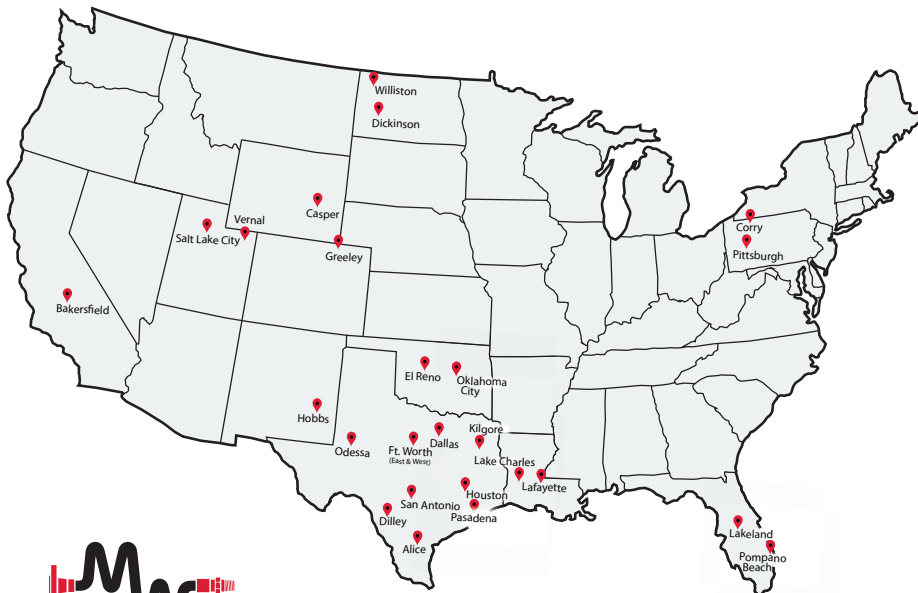 Williston
Dickinson
Casper
Vernal
Salt Lake City
Greeley
Corry
Pittsburgh
Bakersfield
El Reno
Oklahoma
City
Hobbs
Odessa
Ft. Worth
(East & West)
Dallas
Kilgore
Lake Charles
Lafayette
Houston
San Antonio
Pasadena
Dilley
Alice
Lakeland
Pompano
Beach